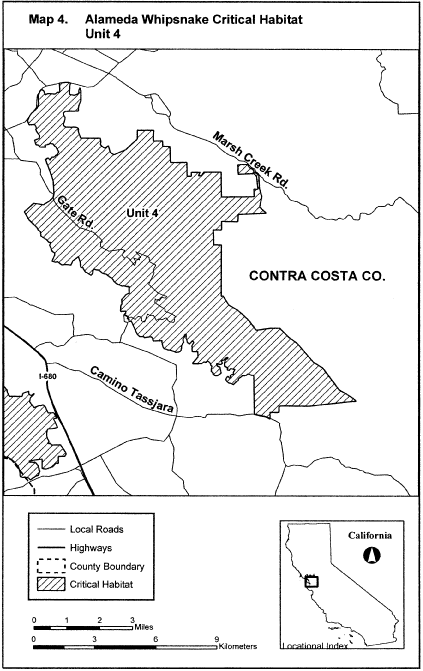 Map 4. Alameda Whipsnake Critical Habitat
Unit 4
Marsh Creek Rd.
Gate Rd.
Unit 4
CONTRA COSTA CO.
I-680
Camino Tassjara
Local Roads
Highways
County Boundary
Critical Habitat
California
Locational Index
0 1 2 3
Miles
0 3 6 9
Kilometers